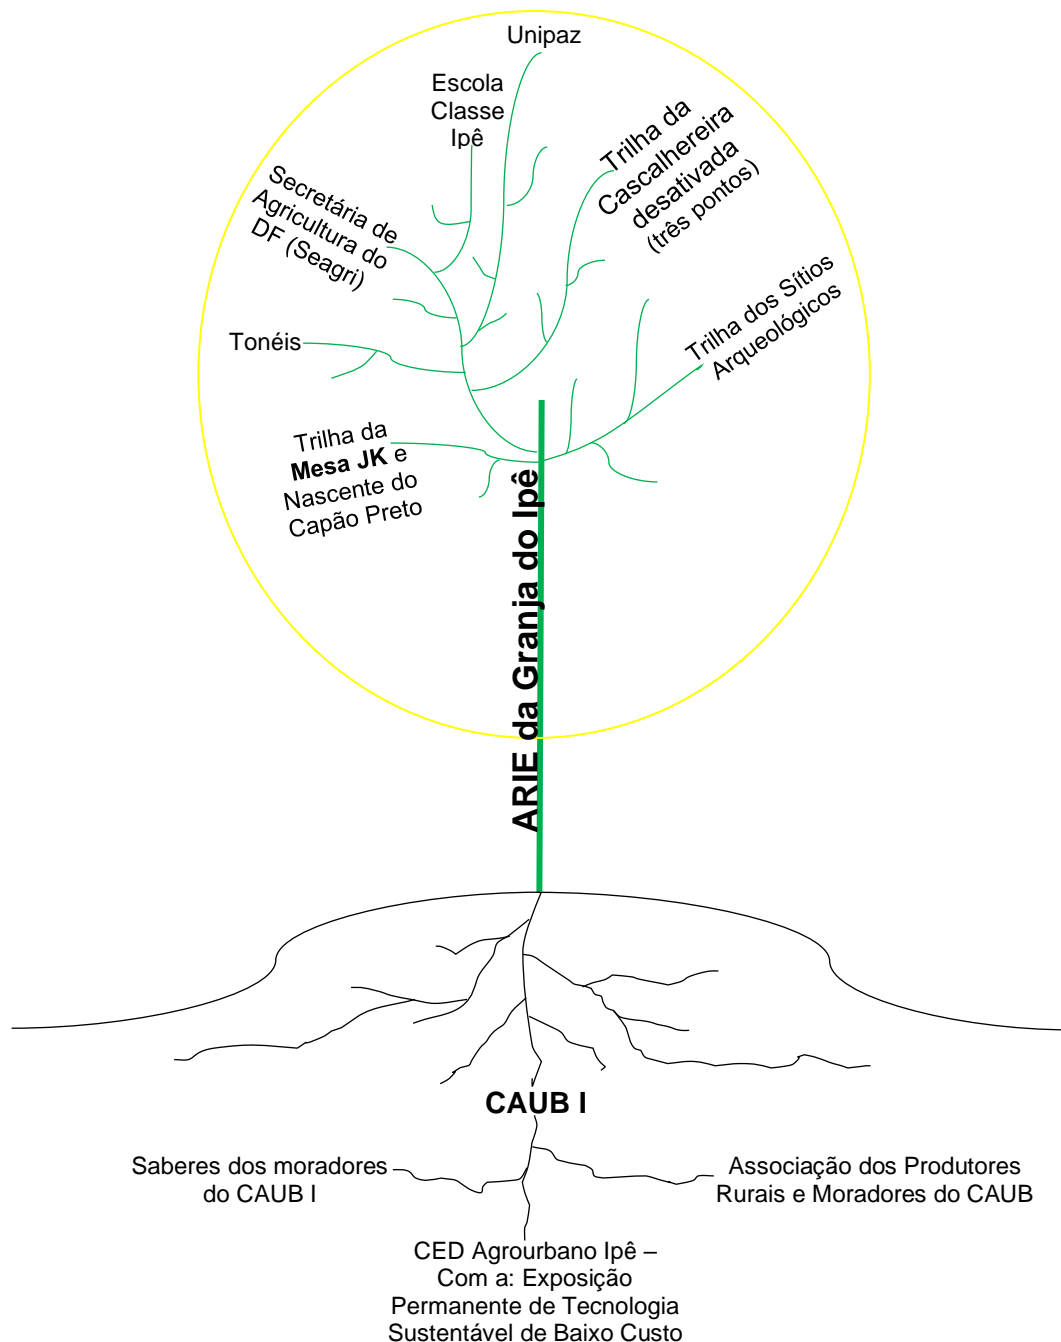 Unipaz
Escola
Classe
Ipê
Trilha da
Cascalhereira
desativada
(três pontos)
Secretária de
Agricultura do
DF (Seagri)
Trilha dos Sítios
Arqueológicos
Tonéis
Trilha da
Mesa JK e
Nascente do
Capão Preto
ARIE da Granja do Ipê
CAUB I
Saberes dos moradores
do CAUB I
Associação dos Produtores
Rurais e Moradores do CAUB
CED Agrourbano Ipê –
Com a: Exposição
Permanente de Tecnologia
Sustentável de Baixo Custo